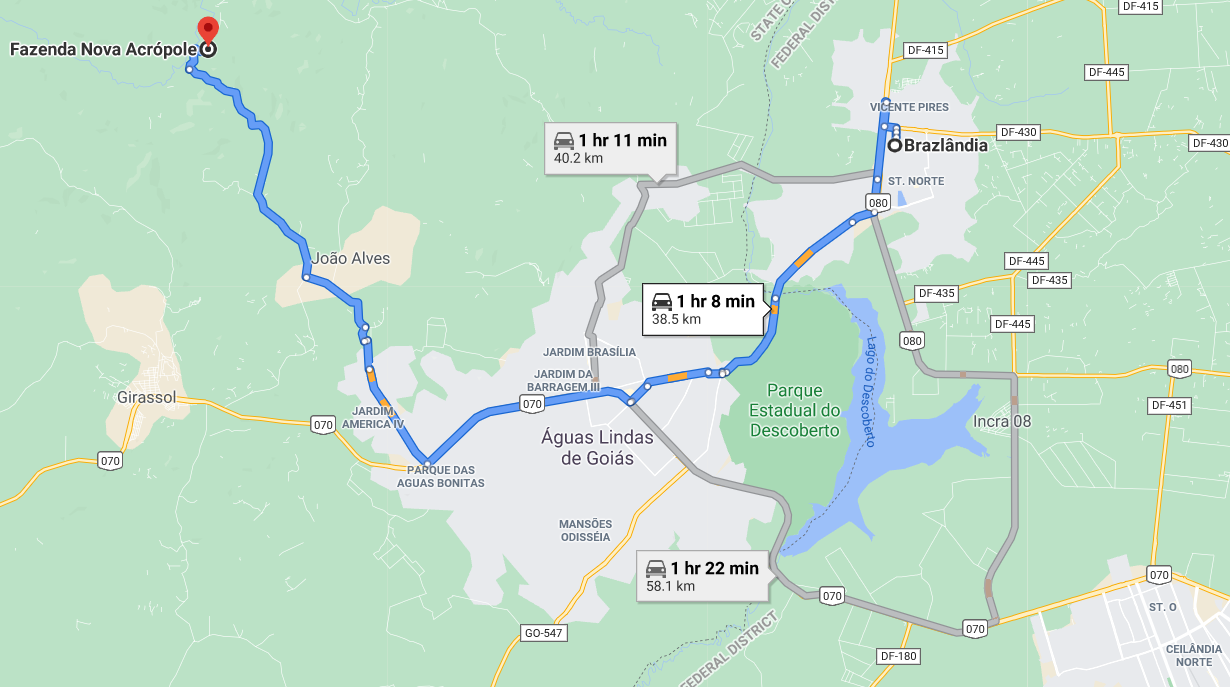 DF-415
STATE
FEDERAL DIST
Fazenda Nova Acrópole
DF-415
DF-445
VICENTE PIRES
DF-430
DF-430
1 hr 11 min
40.2 km
Brazlândia
ST. NORTE
080
João Alves
DF-445
DF-435
DF-435
1 hr 8 min
38.5 km
DF-445
080
Lago do Descoberto
JARDIM BRASÍLIA
JARDIM DA
BARRAGEM III
080
Parque
Estadual do
Descoberto
Girassol
070
DF-451
JARDIM
AMERICA IV
070
Incra 08
Águas Lindas
de Goiás
070
PARQUE DAS
AGUAS BONITAS
MANSÕES
ODISSÉIA
1 hr 22 min
58.1 km
070
070
ST. O
GO-547
070
FEDERAL DISTRICT
DF-180
CEILÂNDIA
NORTE